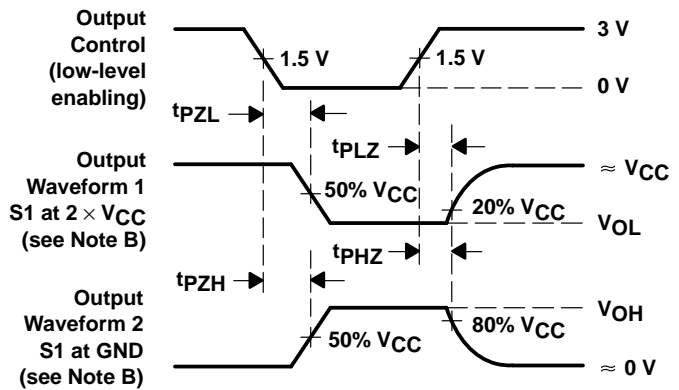 Output
Control
(low-level
enabling)
1.5 V
1.5 V
3 V
0 V
tPZL
tPLZ
Output
Waveform 1
S1 at 2 × VCC
(see Note B)
50% VCC
20% VCC
≈ VCC
VOL
tPZH
tPHZ
Output
Waveform 2
S1 at GND
(see Note B)
50% VCC
80% VCC
VOH
≈ 0 V